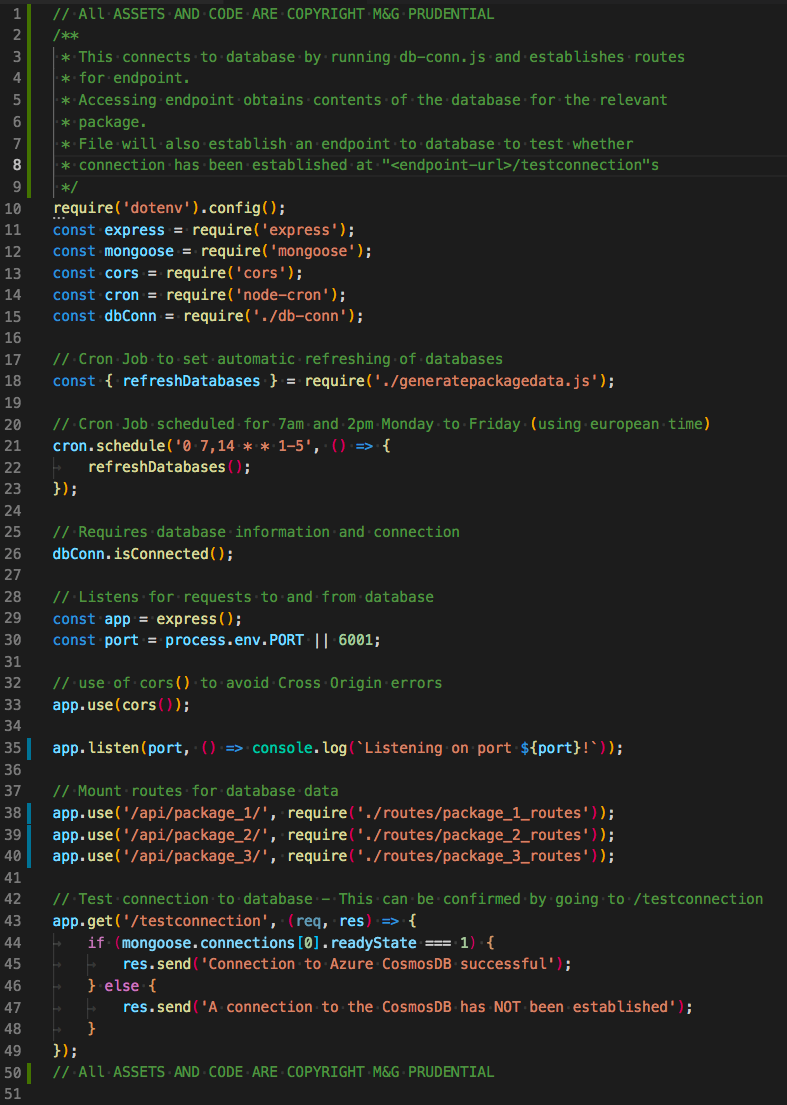 1 // All ASSETS AND CODE ARE COPYRIGHT M&G PRUDENTIAL
2 /**
3 * This connects to database by running db-conn.js and establishes routes
4 * for endpoint.
5 * Accessing endpoint obtains contents of the database for the relevant
6 * package.
7 * File will also establish an endpoint to database to test whether
8 * connection has been established at "<endpoint-url>/testconnection"s
9 */
10 require('dotenv').config();
11 const express = require('express');
12 const mongoose = require('mongoose');
13 const cors = require('cors');
14 const cron = require('node-cron');
15 const dbConn = require('./db-conn');
16
17 // Cron Job to set automatic refreshing of databases
18 const { refreshDatabases } = require('./generatepackagedata.js');
19
20 // Cron Job scheduled for 7am and 2pm Monday to Friday (using european time)
21 cron.schedule('0 7,14 * * 1-5', () => {
22 refreshDatabases();
23 });
24
25 // Requires database information and connection
26 dbConn.isConnected();
27
28 // Listens for requests to and from database
29 const app = express();
30 const port = process.env.PORT || 6001;
31
32 // use of cors() to avoid Cross Origin errors
33 app.use(cors());
34
35 app.listen(port, () => console.log(`Listening on port ${port}!`));
36
37 // Mount routes for database data
38 app.use('/api/package_1/', require('./routes/package_1_routes'));
39 app.use('/api/package_2/', require('./routes/package_2_routes'));
40 app.use('/api/package_3/', require('./routes/package_3_routes'));
41
42 // Test connection to database - This can be confirmed by going to /testconnection
43 app.get('/testconnection', (req, res) => {
44 if (mongoose.connections[0].readyState === 1) {
45 res.send('Connection to Azure CosmosDB successful');
46 } else {
47 res.send('A connection to the CosmosDB has NOT been established');
48 }
49 });
50 // All ASSETS AND CODE ARE COPYRIGHT M&G PRUDENTIAL
51